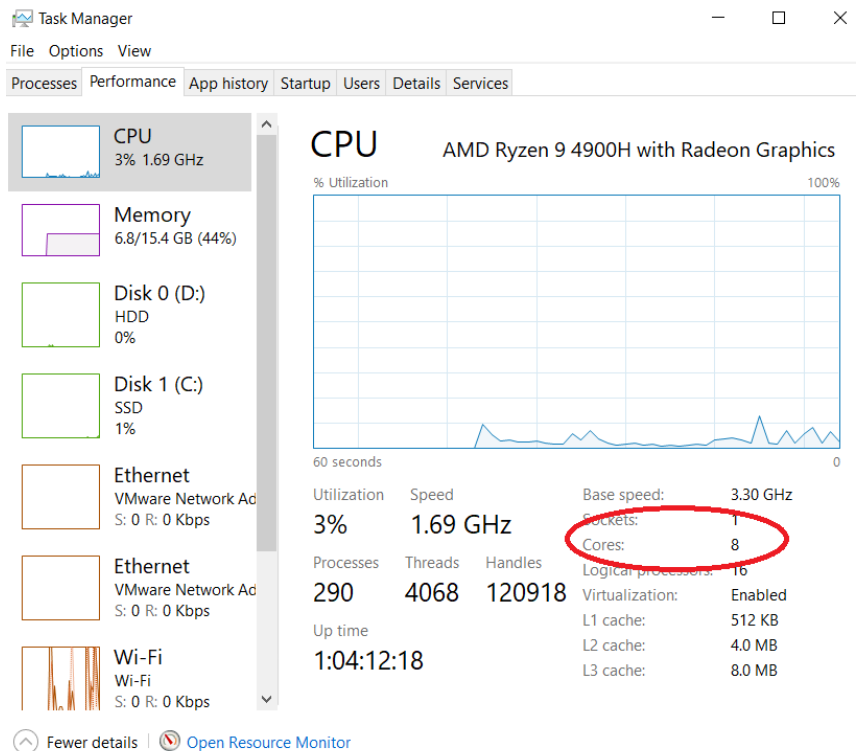 Task Manager
File Options View
Processes Performance App history Startup Users Details Services
CPU
3% 1.69 GHz
Memory
6.8/15.4 GB (44%)
Disk 0 (D:)
HDD
0%
Disk 1 (C:)
SSD
1%
Ethernet
VMware Network Ad
S: 0 R: 0 Kbps
Ethernet
VMware Network Ad
S: 0 R: 0 Kbps
Wi-Fi
Wi-Fi
S: 0 R: 0 Kbps
CPU AMD Ryzen 9 4900H with Radeon Graphics
% Utilization 100%
60 seconds 0
Utilization Speed
3% 1.69 GHz
Processes Threads Handles
290 4068 120918
Up time
1:04:12:18
Base speed: 3.30 GHz
Sockets: 1
Cores: 8
Logical processors: 16
Virtualization: Enabled
L1 cache: 512 KB
L2 cache: 4.0 MB
L3 cache: 8.0 MB
Fewer details Open Resource Monitor